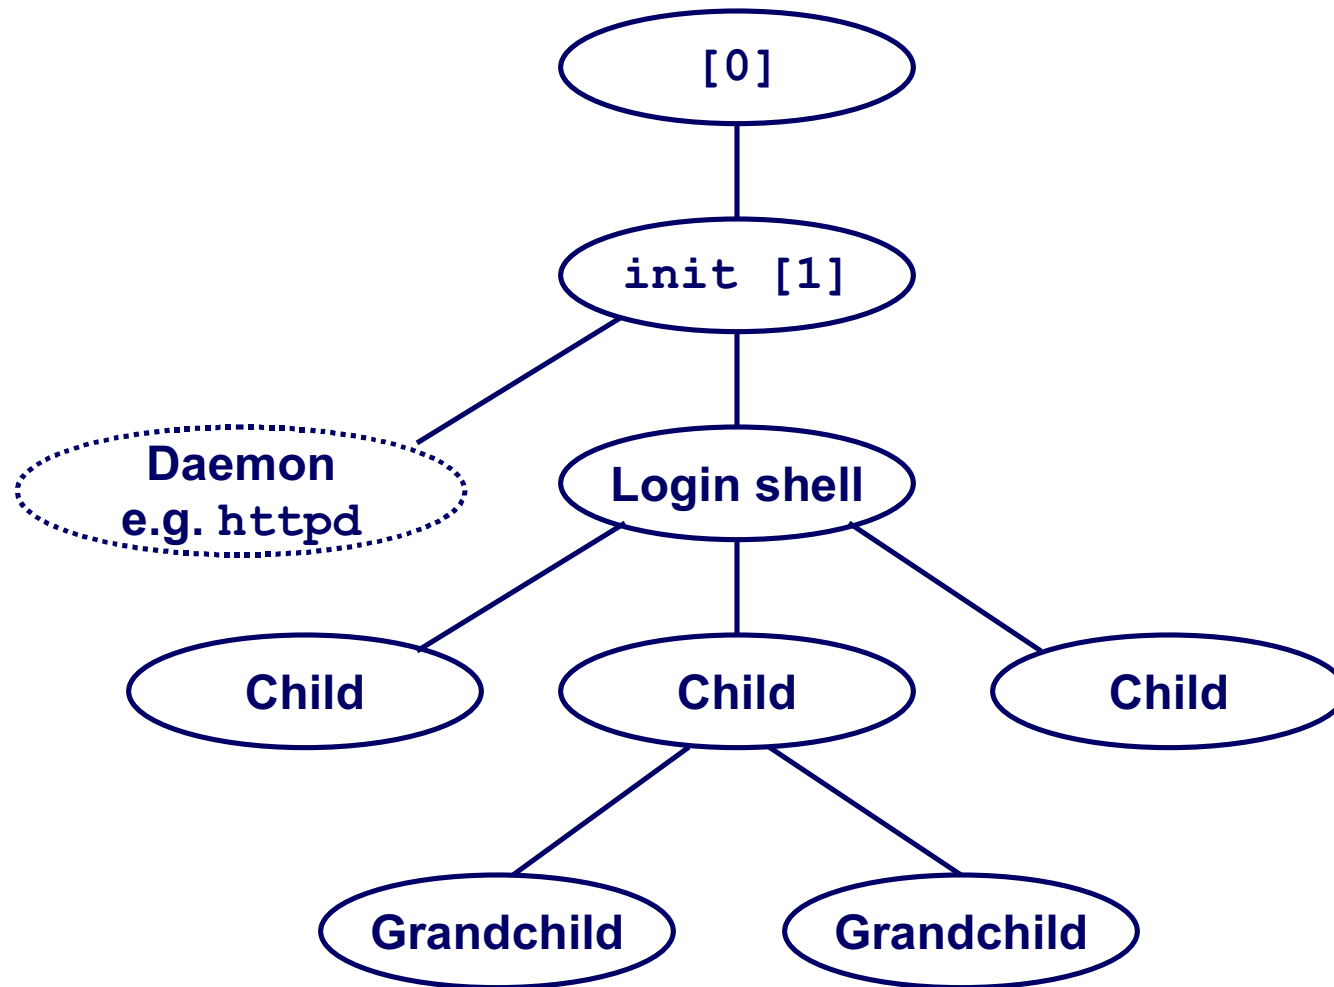 [0]
init [1]
Daemon
e.g. httpd
Login shell
Child
Child
Child
Grandchild
Grandchild